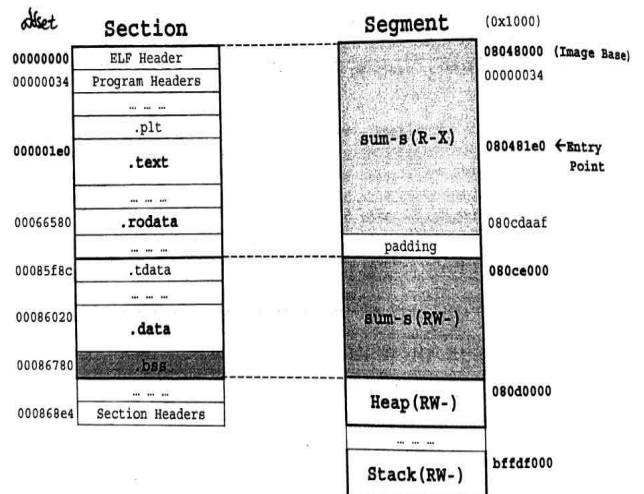 offset
Section
Segment
(0x1000)
00000000
ELF Header
08048000 (Image Base)
00000034
Program Headers
00000034
... ... ...
.plt
000001e0
.text
sum-s(R-X)
080481e0 ←Entry
Point
... ... ...
00066580
.rodata
080cdaaf
... ... ...
padding
00085f8c
.tdata
080ce000
... ... ...
00086020
.data
sum-s(RW-)
00086780
.bss
... ... ...
Heap(RW-)
080d0000
000868e4
Section Headers
... ... ...
Stack(RW-)
bffdf000